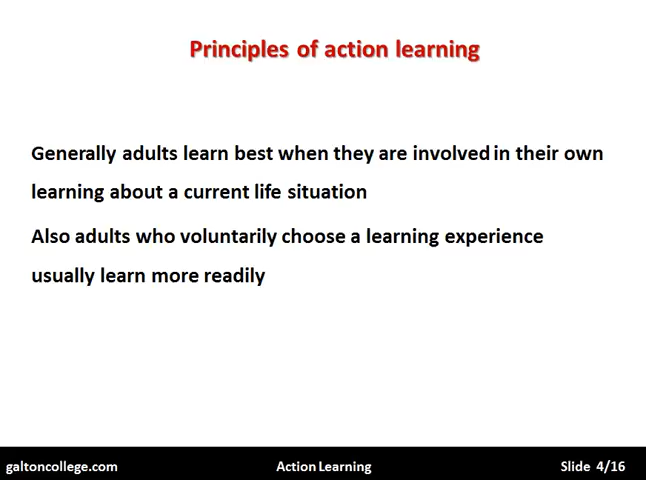 Principles of action learning
Generally adults learn best when they are involved in their own
learning about a current life situation
Also adults who voluntarily choose a learning experience
usually learn more readily
galtoncollege.com Action Learning Slide 4/16